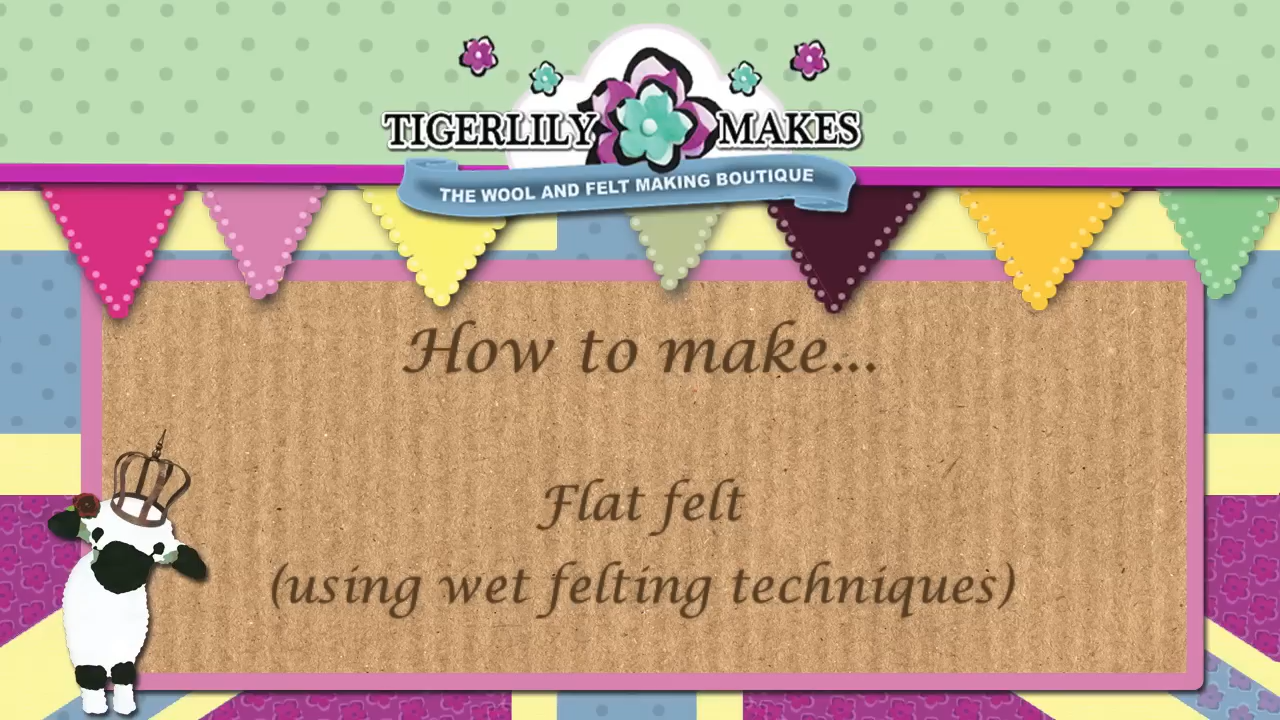 TIGERLILY MAKES
THE WOOL AND FELT MAKING BOUTIQUE
How to make...
Flat felt
(using wet felting techniques)